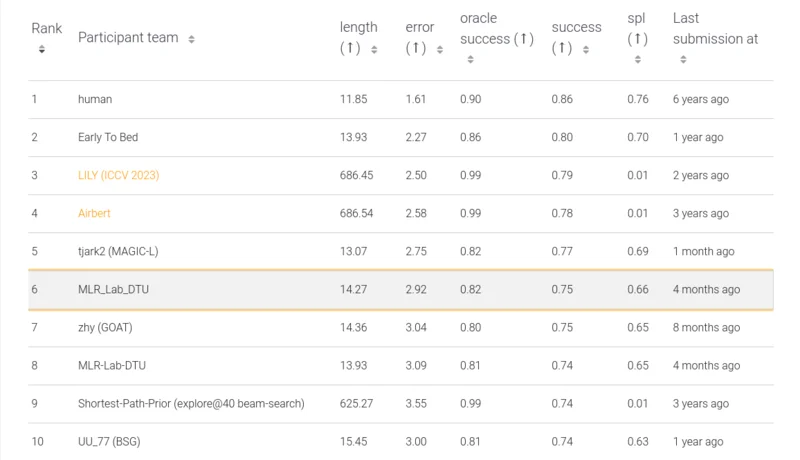 Rank Participant team length (↑) error (↑) oracle success (↑) success (↑) spl (↑) Last submission at
1 human 11.85 1.61 0.90 0.86 0.76 6 years ago
2 Early To Bed 13.93 2.27 0.86 0.80 0.70 1 year ago
3 LILY (ICCV 2023) 686.45 2.50 0.99 0.79 0.01 2 years ago
4 Airbert 686.54 2.58 0.99 0.78 0.01 3 years ago
5 tjark2 (MAGIC-L) 13.07 2.75 0.82 0.77 0.69 1 month ago
6 MLR_Lab_DTU 14.27 2.92 0.82 0.75 0.66 4 months ago
7 zhy (GOAT) 14.36 3.04 0.80 0.75 0.65 8 months ago
8 MLR-Lab-DTU 13.93 3.09 0.81 0.74 0.65 4 months ago
9 Shortest-Path-Prior (explore@40 beam-search) 625.27 3.55 0.99 0.74 0.01 3 years ago
10 UU_77 (BSG) 15.45 3.00 0.81 0.74 0.63 1 year ago